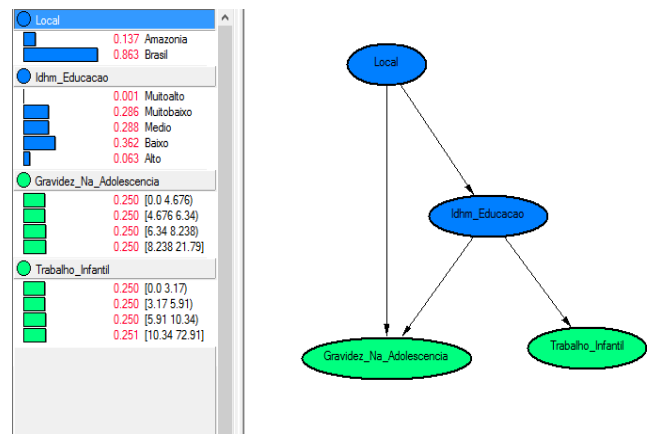 Local
0.137 Amazonia
0.863 Brasil
Idhm_Educacao
0.001 Muitoalto
0.286 Muitobaixo
0.288 Medio
0.362 Baixo
0.063 Alto
Gravidez_Na_Adolescencia
0.250 [0.0 4.676)
0.250 [4.676 6.34)
0.250 [6.34 8.238)
0.250 [8.238 21.79]
Trabalho_Infantil
0.250 [0.0 3.17)
0.250 [3.17 5.91)
0.250 [5.91 10.34)
0.251 [10.34 72.91]
Local
Idhm_Educacao
Gravidez_Na_Adolescencia
Trabalho_Infantil